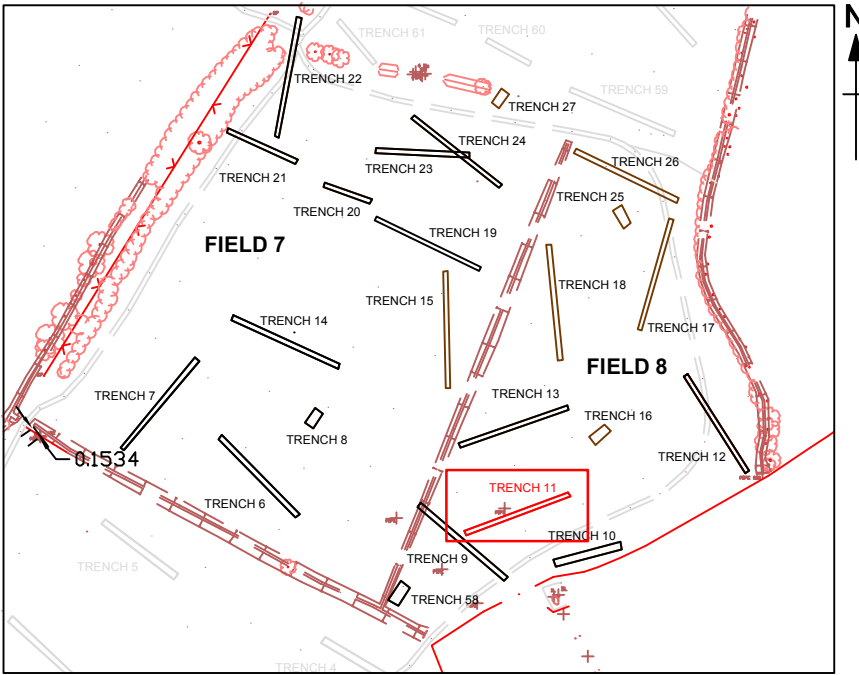 N
TRENCH 61
TRENCH 60
TRENCH 22
TRENCH 59
TRENCH 27
TRENCH 24
TRENCH 23
TRENCH 26
TRENCH 21
TRENCH 25
TRENCH 20
TRENCH 19
FIELD 7
TRENCH 15
TRENCH 18
TRENCH 14
TRENCH 17
FIELD 8
TRENCH 7
TRENCH 13
TRENCH 16
TRENCH 8
TRENCH 12
0.1534
TRENCH 11
TRENCH 6
TRENCH 10
TRENCH 9
TRENCH 5
TRENCH 58
TRENCH 4